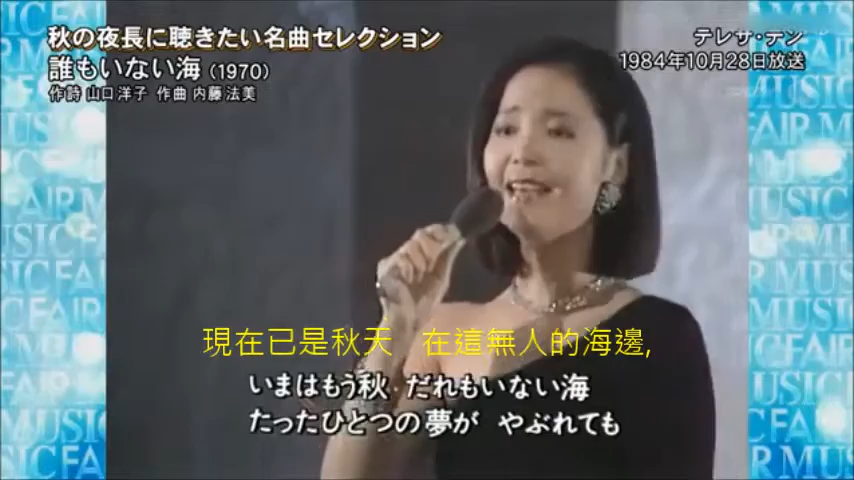 秋の夜長に聴きたい名曲セレクション
誰もいない海(1970)
作詩 山口洋子 作曲 内藤法美
テレサ・テン
1984年10月28日放送
現在已是秋天 在這無人的海邊,
いまはもう秋 だれもいない海
たったひとつの夢が やぶれても
MUSIC FAIR